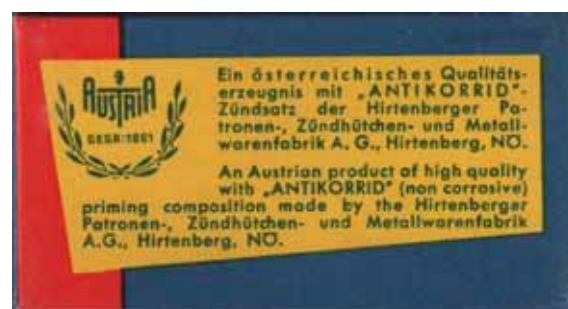 AUSTRIA
GEGR:1861
Ein österreichisches Qualitäts-
erzeugnis mit „ANTIKORRID"-
Zündsatz der Hirtenberger Pa-
tronen-, Zündhütchen- und Metall-
warenfabrik A. G., Hirtenberg, NÖ.
An Austrian product of high quality
with „ANTIKORRID" (non corrosive)
priming composition made by the Hirtenberger
Patronen-, Zündhütchen- und Metallwarenfabrik
A.G., Hirtenberg, NÖ.